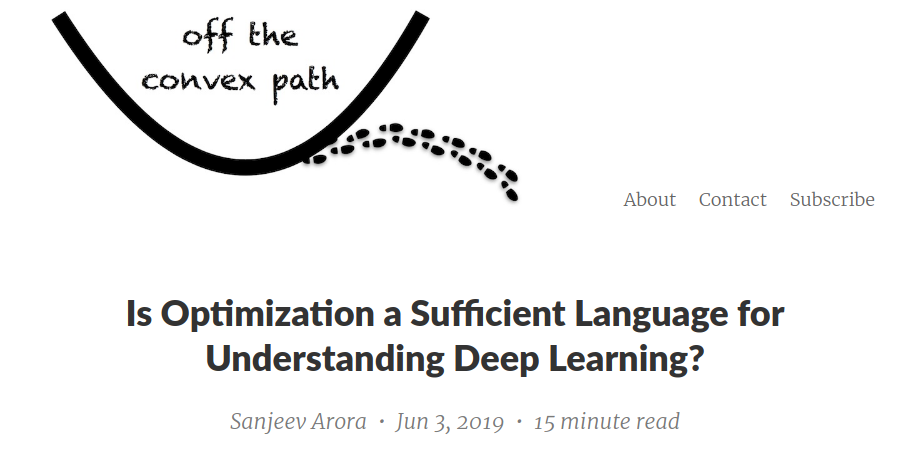 off the
convex path
About Contact Subscribe
Is Optimization a Sufficient Language for
Understanding Deep Learning?
Sanjeev Arora • Jun 3, 2019 • 15 minute read